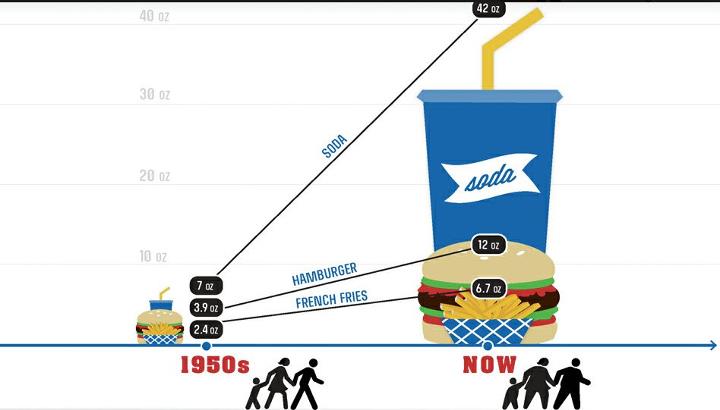 42 OZ
40 OZ
30 OZ
SODA
soda
20 OZ
12 OZ
10 OZ
HAMBURGER
7 OZ
6.7 OZ
FRENCH FRIES
3.9 OZ
2.4 OZ
1950s
NOW